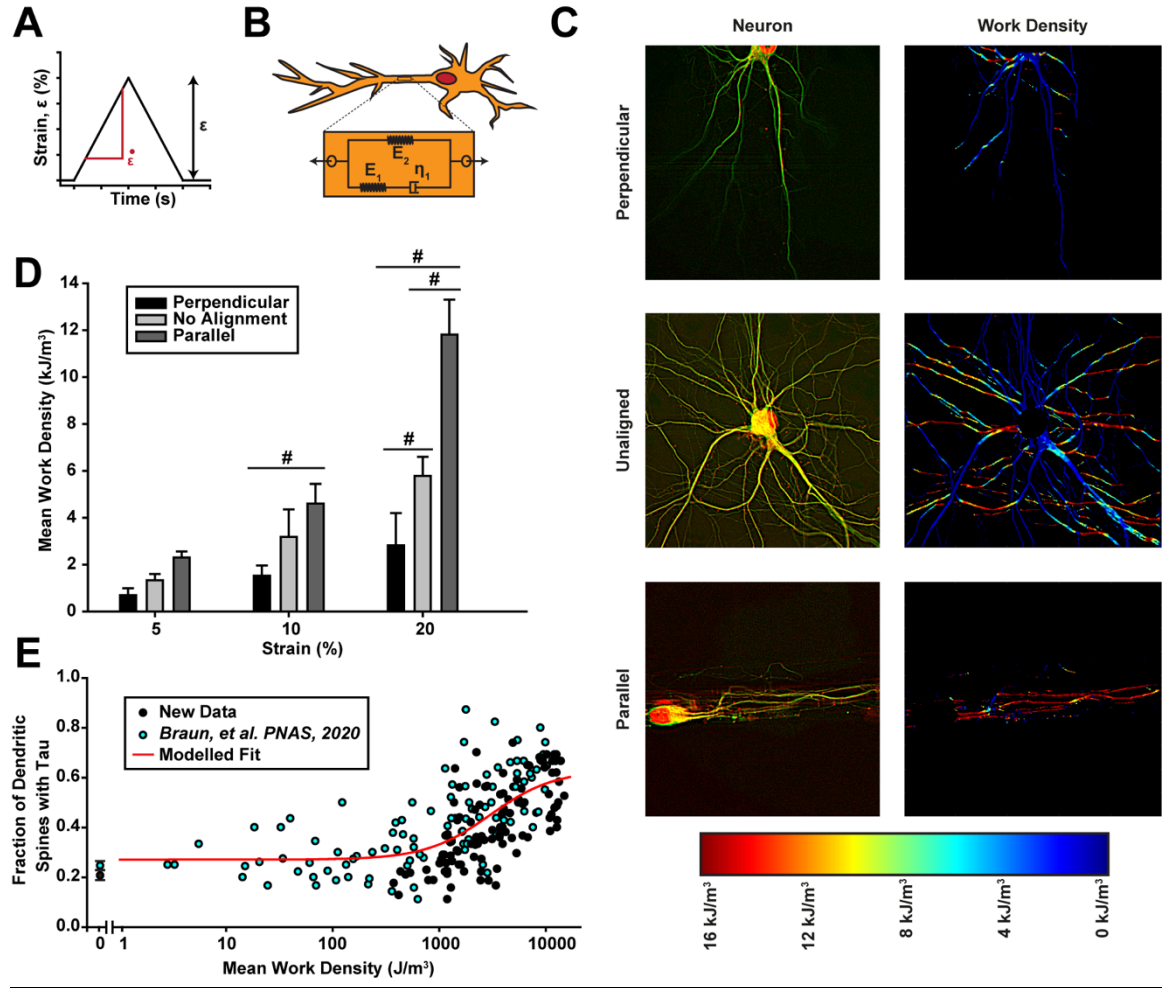 A
Strain, ε (%)
ε
ε̇
Time (s)
B
E2
E1
η1
C
Neuron
Work Density
Perpendicular
Unaligned
Parallel
16 kJ/m³
12 kJ/m³
8 kJ/m³
4 kJ/m³
0 kJ/m³
D
Mean Work Density (kJ/m³)
14
12
10
8
6
4
2
0
Perpendicular
No Alignment
Parallel
#
#
#
#
5
10
20
Strain (%)
E
Fraction of Dendritic
Spines with Tau
1.0
0.8
0.6
0.4
0.2
0.0
New Data
Braun, et al. PNAS, 2020
Modelled Fit
0
1
10
100
1000
10000
Mean Work Density (J/m³)